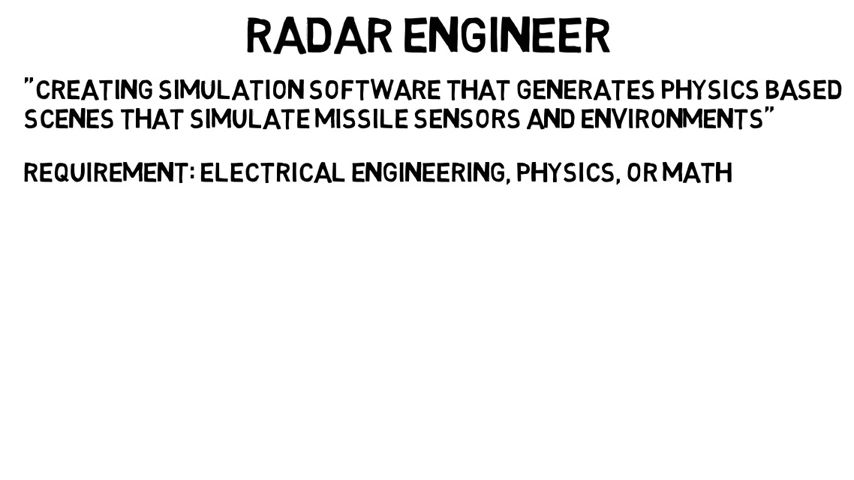 RADAR ENGINEER
"CREATING SIMULATION SOFTWARE THAT GENERATES PHYSICS BASED
SCENES THAT SIMULATE MISSILE SENSORS AND ENVIRONMENTS"
REQUIREMENT: ELECTRICAL ENGINEERING, PHYSICS, OR MATH